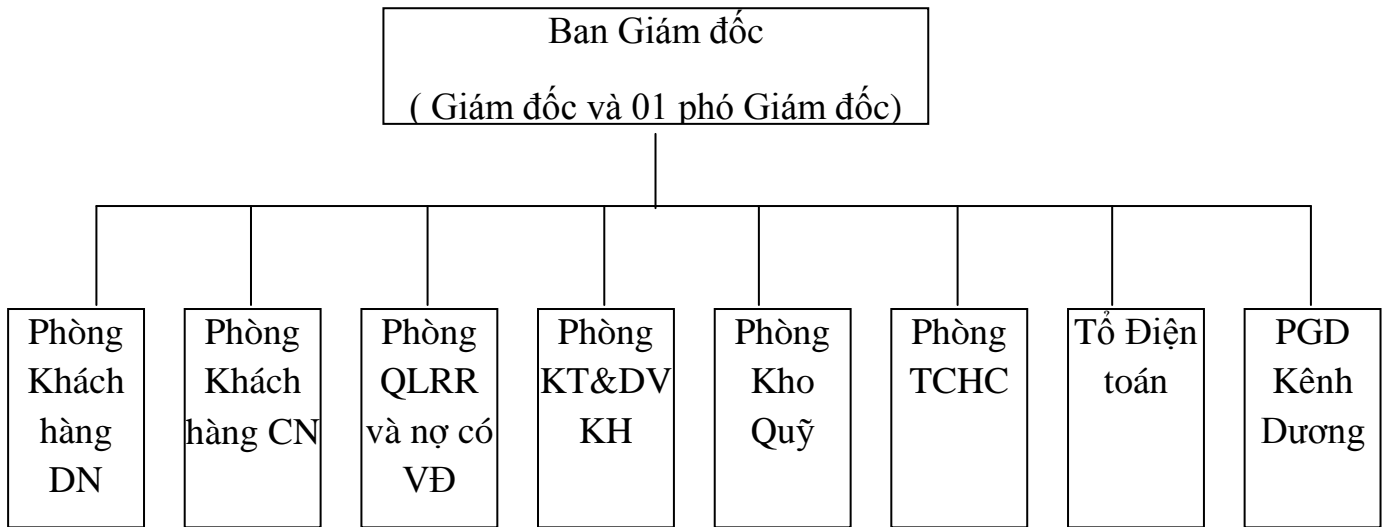 Ban Giám đốc
( Giám đốc và 01 phó Giám đốc)
Phòng
Khách
hàng
DN
Phòng
Khách
hàng CN
Phòng
QLRR
và nợ có
VĐ
Phòng
KT&DV
KH
Phòng
Kho
Quỹ
Phòng
TCHC
Tổ Điện
toán
PGD
Kênh
Dương